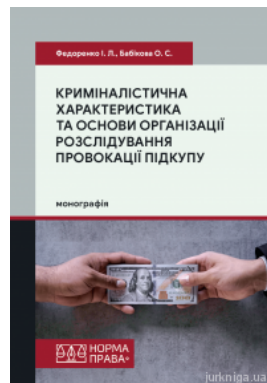 Федоренко І. Л., Бабікова О. С.
КРИМІНАЛІСТИЧНА
ХАРАКТЕРИСТИКА
ТА ОСНОВИ ОРГАНІЗАЦІЇ
РОЗСЛІДУВАННЯ
ПРОВОКАЦІЇ ПІДКУПУ
монографія
НОРМА
ПРАВА®
jurkniga.ua